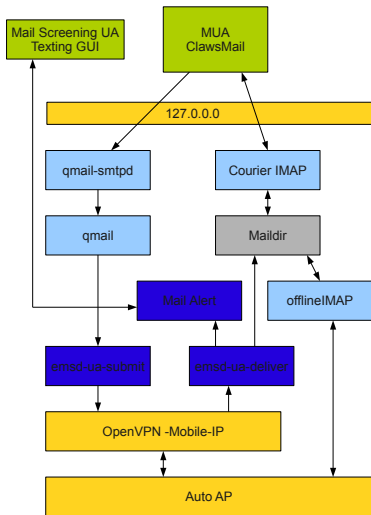 Mail Screening UA
Texting GUI
MUA
ClawsMail
127.0.0.0
qmail-smtpd
Courier IMAP
qmail
Maildir
Mail Alert
offlineIMAP
emsd-ua-submit
emsd-ua-deliver
OpenVPN -Mobile-IP
Auto AP